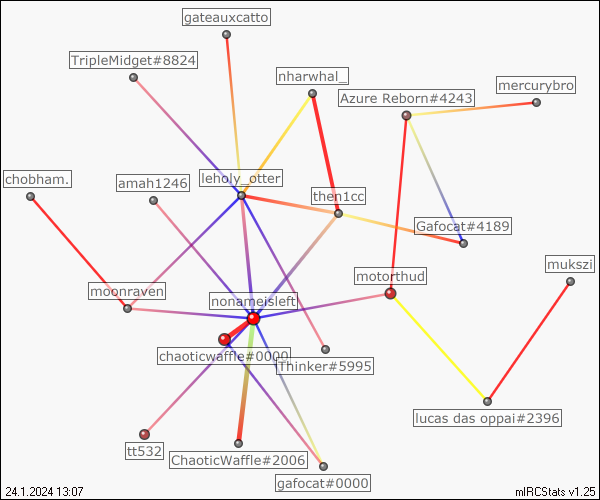 gateauxcatto
TripleMidget#8824
nharwhal_
mercurybro
Azure Reborn#4243
chobham.
amah1246
leholy_otter
then1cc
Gafocat#4189
mukszi
motorthud
moonraven
nonameisleft
chaoticwaffle#0000
Thinker#5995
lucas das oppai#2396
tt532
ChaoticWaffle#2006
gafocat#0000
24.1.2024 13:07
mIRCStats v1.25